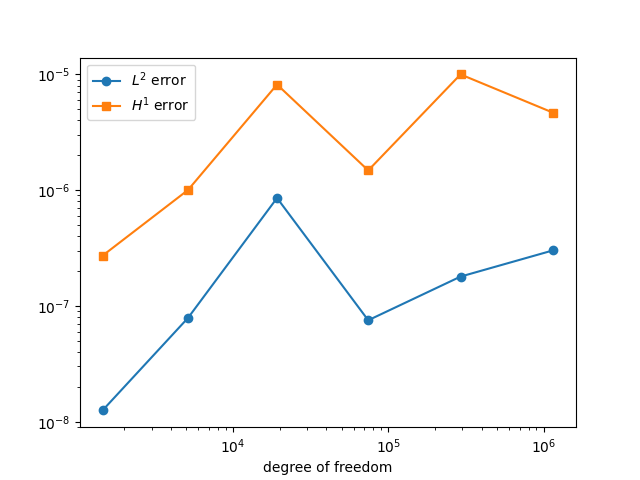 10⁻⁵
10⁻⁶
10⁻⁷
10⁻⁸
L² error
H¹ error
10⁴ 10⁵ 10⁶
degree of freedom